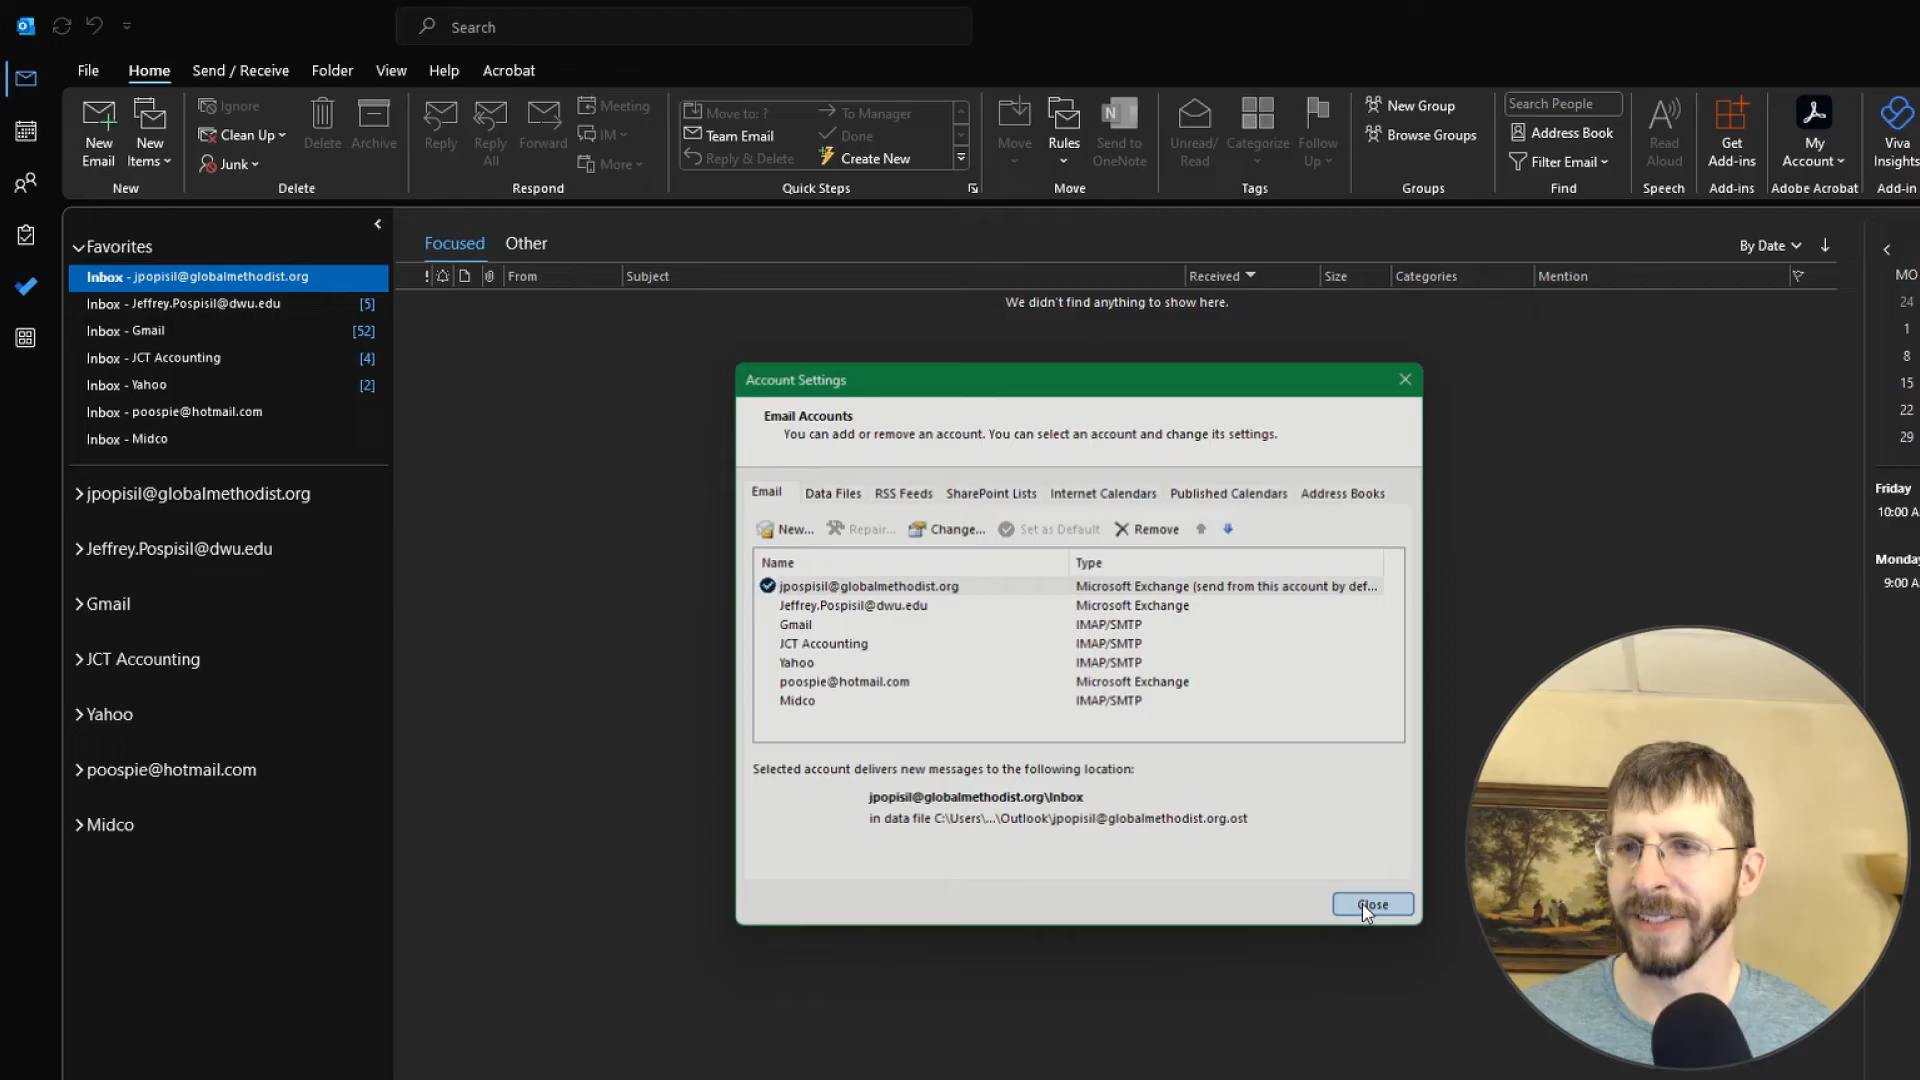 Search
File Home Send / Receive Folder View Help Acrobat
New Email
New Items
New
Ignore
Clean Up
Junk
Delete
Archive
Delete
Reply
Reply All
Forward
Meeting
IM
More
Respond
Move to: ?
Team Email
Reply & Delete
To Manager
Done
Create New
Quick Steps
Move
Rules
Send to OneNote
Move
Unread/ Read
Categorize
Follow Up
Tags
New Group
Browse Groups
Groups
Search People
Address Book
Filter Email
Find
Read Aloud
Speech
Get Add-ins
Add-ins
My Account
Adobe Acrobat
Viva Insights
Add-in
Favorites
Inbox - jpopisil@globalmethodist.org
Inbox - Jeffrey.Pospisil@dwu.edu [5]
Inbox - Gmail [52]
Inbox - JCT Accounting [4]
Inbox - Yahoo [2]
Inbox - poospie@hotmail.com
Inbox - Midco
jpopisil@globalmethodist.org
Jeffrey.Pospisil@dwu.edu
Gmail
JCT Accounting
Yahoo
poospie@hotmail.com
Midco
Focused Other
By Date
! From Subject Received Size Categories Mention
We didn't find anything to show here.
Account Settings
Email Accounts
You can add or remove an account. You can select an account and change its settings.
Email Data Files RSS Feeds SharePoint Lists Internet Calendars Published Calendars Address Books
New... Repair... Change... Set as Default Remove
Name Type
jpospisil@globalmethodist.org Microsoft Exchange (send from this account by def...
Jeffrey.Pospisil@dwu.edu Microsoft Exchange
Gmail IMAP/SMTP
JCT Accounting IMAP/SMTP
Yahoo IMAP/SMTP
poospie@hotmail.com Microsoft Exchange
Midco IMAP/SMTP
Selected account delivers new messages to the following location:
jpopisil@globalmethodist.org\Inbox
in data file C:\Users\...\Outlook\jpopisil@globalmethodist.org.ost
Close
MO
24
1
8
15
22
29
Friday
10:00 A
Monday
9:00 A